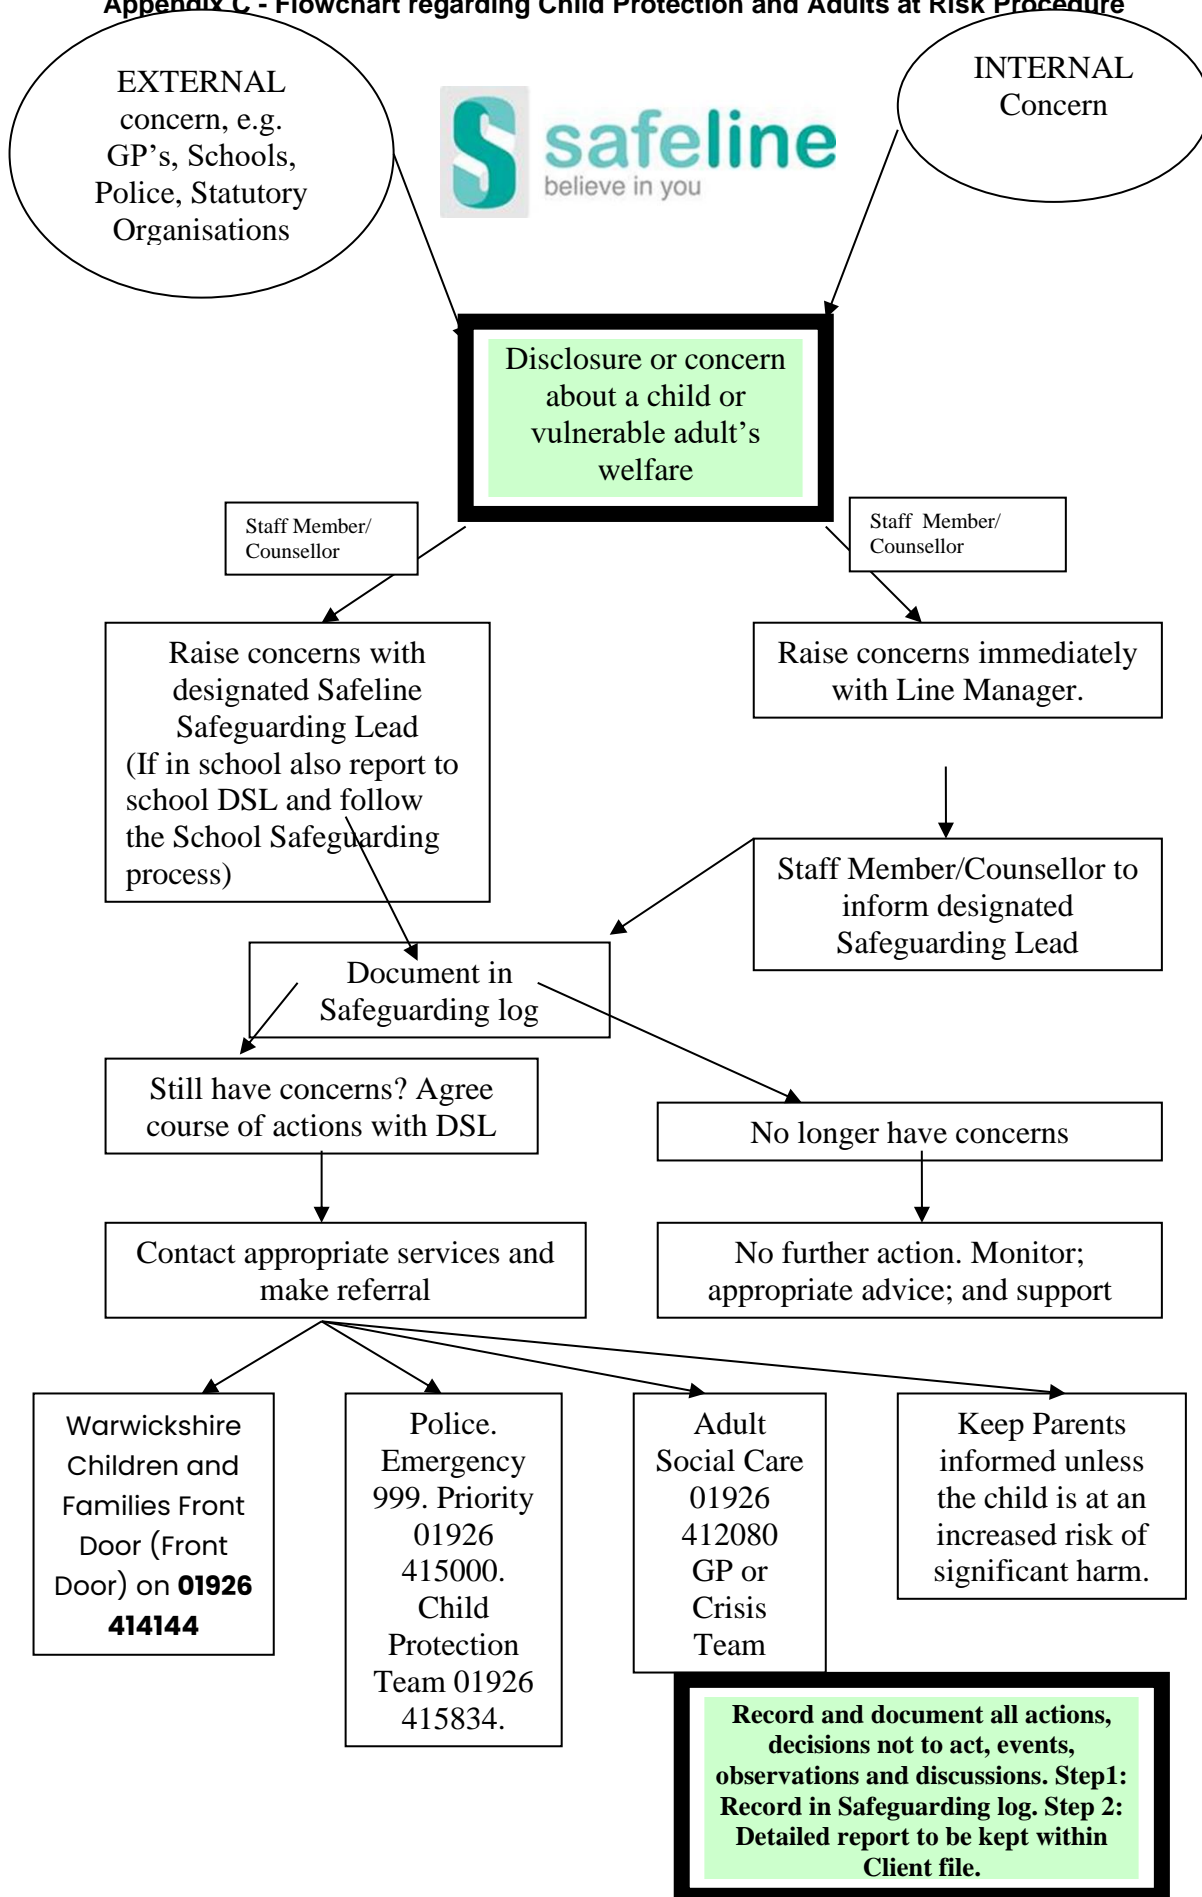 Appendix C - Flowchart regarding Child Protection and Adults at Risk Procedure
EXTERNAL
concern, e.g.
GP’s, Schools,
Police, Statutory
Organisations
safeline
believe in you
INTERNAL
Concern
Disclosure or concern
about a child or
vulnerable adult’s
welfare
Staff Member/
Counsellor
Staff Member/
Counsellor
Raise concerns with
designated Safeline
Safeguarding Lead
(If in school also report to
school DSL and follow
the School Safeguarding
process)
Raise concerns immediately
with Line Manager.
Staff Member/Counsellor to
inform designated
Safeguarding Lead
Document in
Safeguarding log
Still have concerns? Agree
course of actions with DSL
No longer have concerns
Contact appropriate services and
make referral
No further action. Monitor;
appropriate advice; and support
Warwickshire
Children and
Families Front
Door (Front
Door) on 01926
414144
Police.
Emergency
999. Priority
01926
415000.
Child
Protection
Team 01926
415834.
Adult
Social Care
01926
412080
GP or
Crisis
Team
Keep Parents
informed unless
the child is at an
increased risk of
significant harm.
Record and document all actions,
decisions not to act, events,
observations and discussions. Step1:
Record in Safeguarding log. Step 2:
Detailed report to be kept within
Client file.